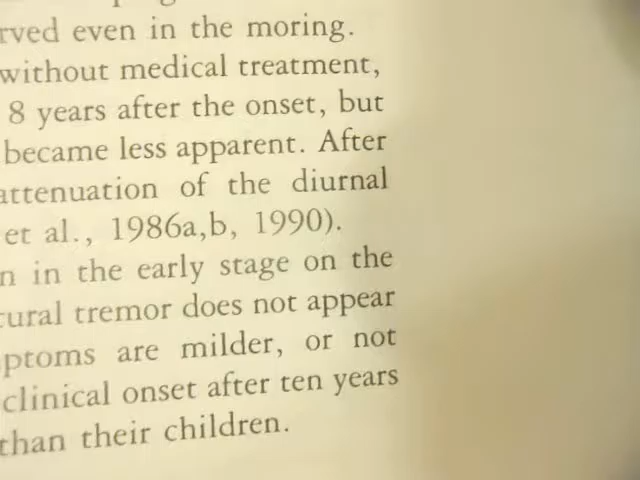 rved even in the moring.
without medical treatment,
8 years after the onset, but
became less apparent. After
attenuation of the diurnal
et al., 1986a,b, 1990).
n in the early stage on the
tural tremor does not appear
ptoms are milder, or not
clinical onset after ten years
than their children.